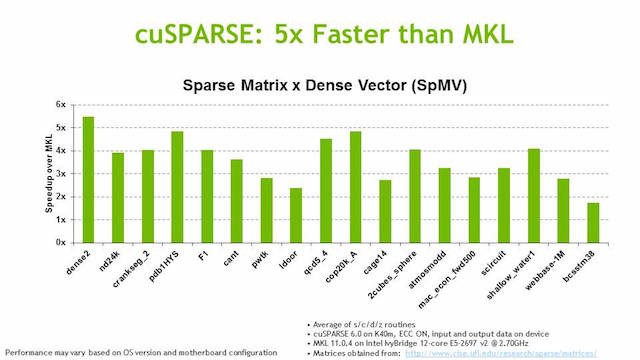 cuSPARSE: 5x Faster than MKL
Sparse Matrix x Dense Vector (SpMV)
6x
5x
4x
3x
2x
1x
0x
Speedup over MKL
dense2
nd24k
crankseg_2
pdb1HYS
F1
cant
pwtk
ldoor
qcd5_4
cop20k_A
cage14
2cubes_sphere
atmosmodd
mac_econ_fwd500
scircuit
shallow_water1
webbase-1M
bcsstm38
• Average of s/c/d/z routines
• cuSPARSE 6.0 on K40m, ECC ON, input and output data on device
• MKL 11.0.4 on Intel IvyBridge 12-core E5-2697 v2 @ 2.70GHz
• Matrices obtained from: http://www.cise.ufl.edu/research/sparse/matrices/
Performance may vary based on OS version and motherboard configuration